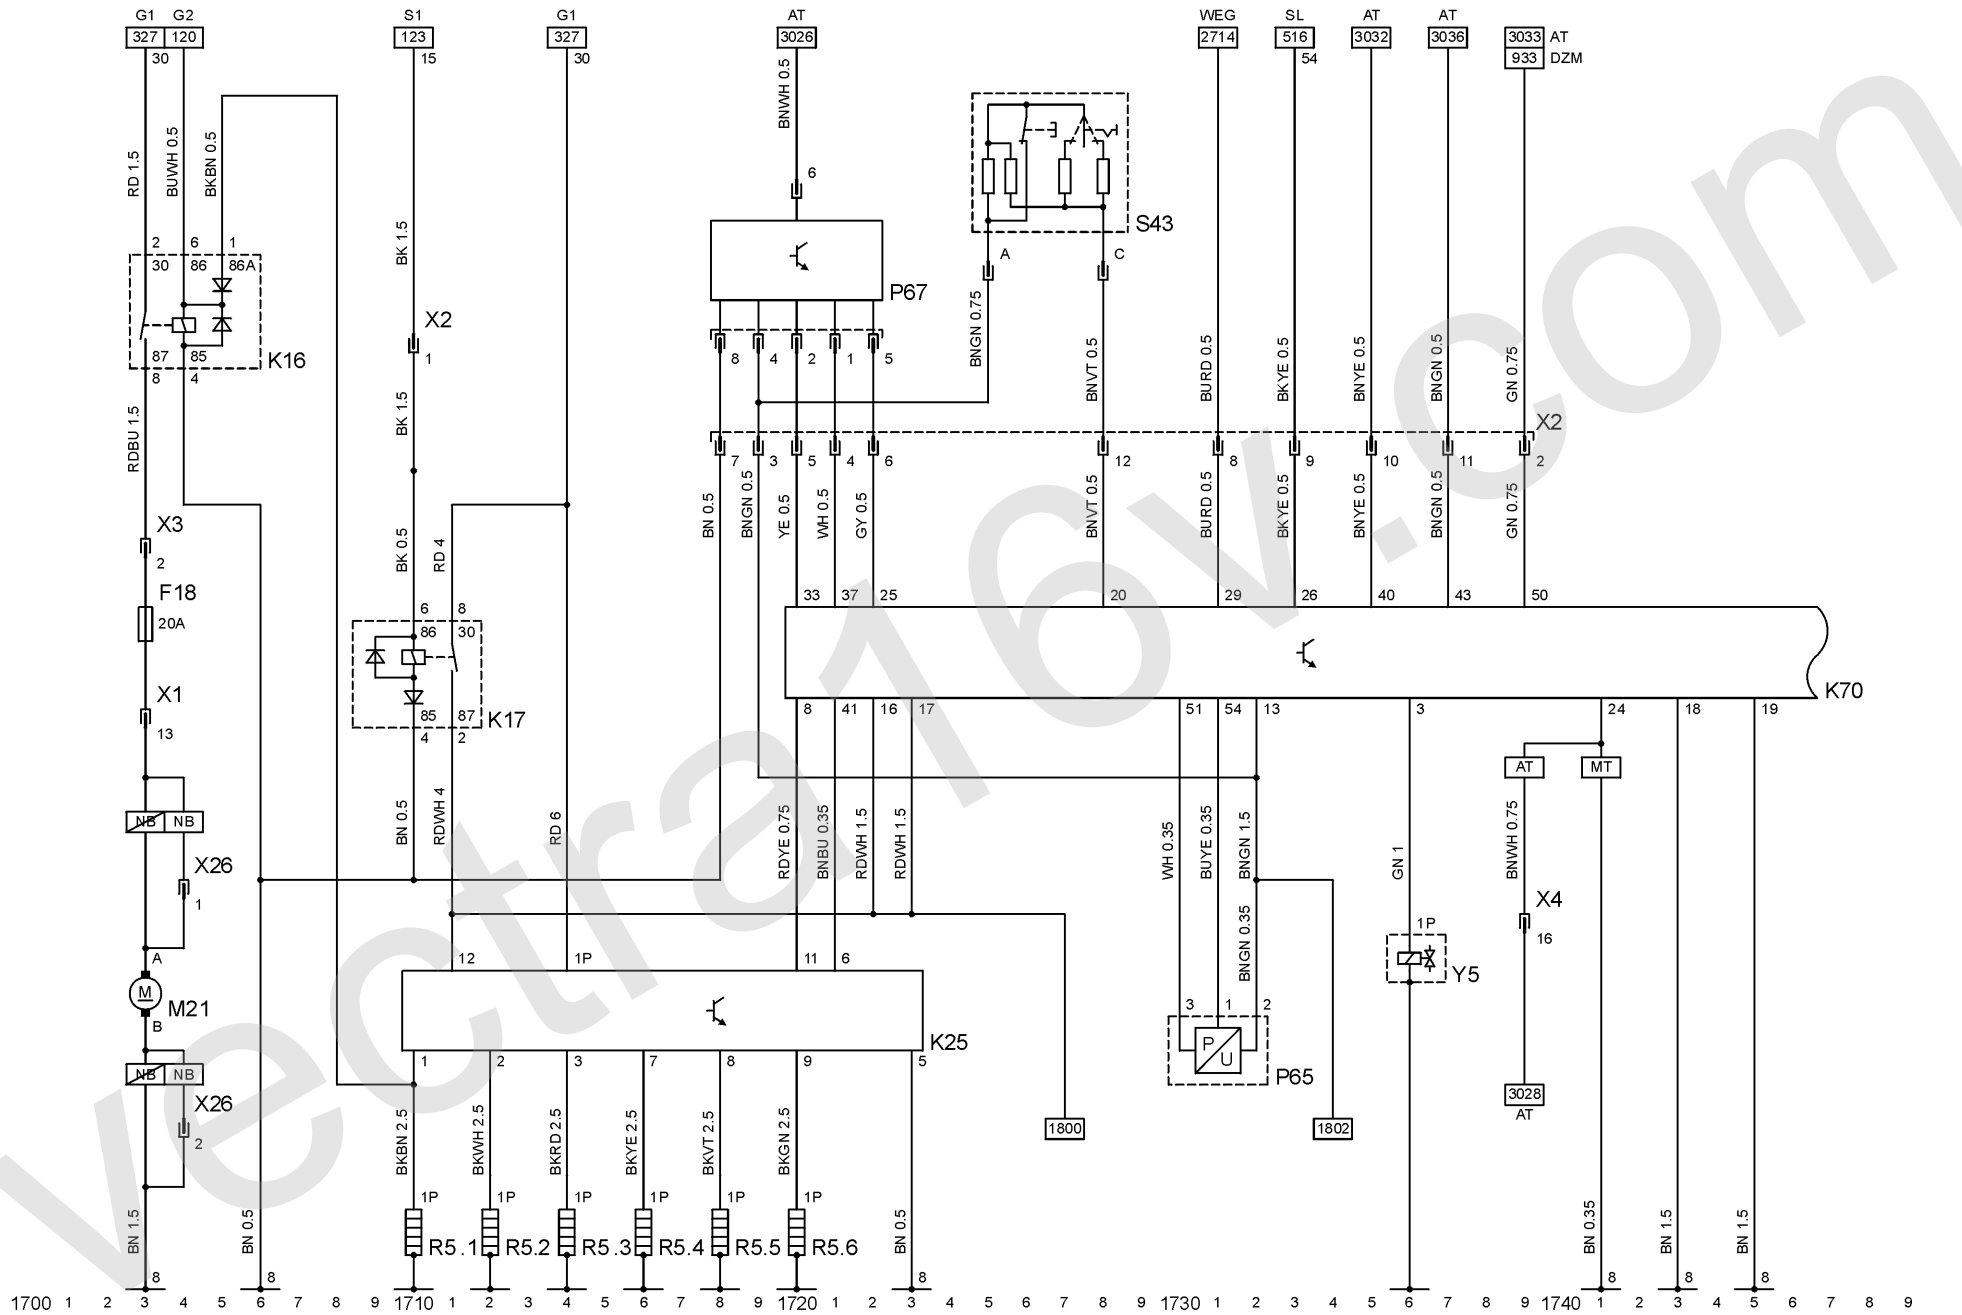 G1 G2 S1 G1 AT WEG SL AT AT
327 120 123 327 3026 2714 516 3032 3036 3033 AT
30 15 30 54 933 DZM
RD 1.5 BUWH 0.5 BKBN 0.5 BK 1.5 BNWH 0.5
6
S43
2 6 1
30 86 86A
A C
P67
X2
K16
87 85
8 4
1
8 4 2 1 5
BNGN 0.75 BNVT 0.5 BURD 0.5 BKYE 0.5 BNYE 0.5 BNGN 0.5 GN 0.75
RDBU 1.5 BK 1.5
X2
7 3 5 4 6 12 8 9 10 11 2
BN 0.5 BNGN 0.5 YE 0.5 WH 0.5 GY 0.5 BNVT 0.5 BURD 0.5 BKYE 0.5 BNYE 0.5 BNGN 0.5 GN 0.75
X3
2
BK 0.5 RD 4
F18
20A
6 8
86 30
33 37 25 20 29 26 40 43 50
X1
13
85 87
K17
4 2
K70
8 41 16 17 51 54 13 3 24 18 19
AT MT
NB NB
BN 0.5 RDWH 4 RD 6 RDYE 0.75 BNBU 0.35 RDWH 1.5 RDWH 1.5 WH 0.35 BUYE 0.35 BNGN 1.5 GN 1 BNWH 0.75
X26
1
X4
16
BNGN 0.35
A
M
M21
B
12 1P 11 6
1P
Y5
K25
3 1 2
P
U
P65
NB NB
1 2 3 7 8 9 5
X26
2
3028
AT
1800 1802
BKBN 2.5 BKWH 2.5 BKRD 2.5 BKYE 2.5 BKVT 2.5 BKGN 2.5
1P 1P 1P 1P 1P 1P
BN 1.5 BN 0.5 R5.1 R5.2 R5.3 R5.4 R5.5 R5.6 BN 0.5 BN 0.35 BN 1.5 BN 1.5
8 8 8 8 8 8
1700 1 2 3 4 5 6 7 8 9 1710 1 2 3 4 5 6 7 8 9 1720 1 2 3 4 5 6 7 8 9 1730 1 2 3 4 5 6 7 8 9 1740 1 2 3 4 5 6 7 8 9
vectra16v.com